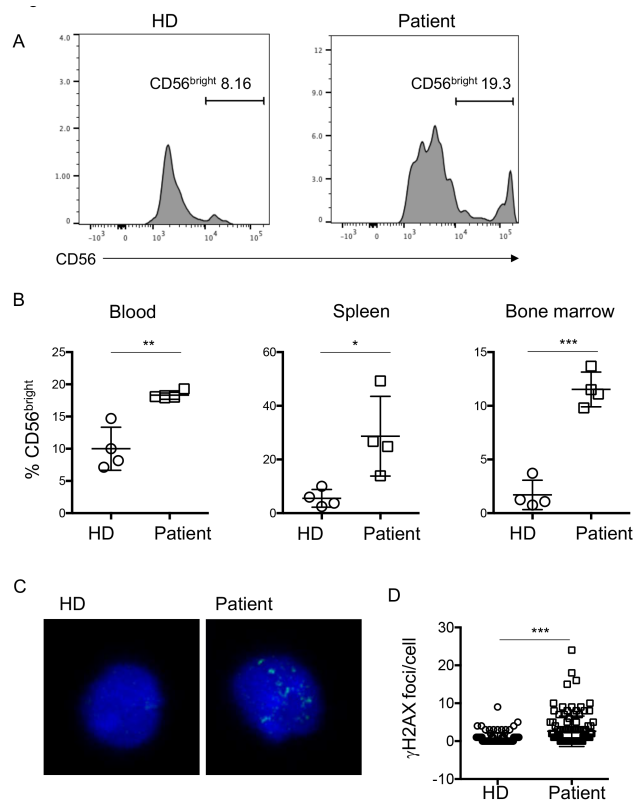 A
HD
Patient
4.0
3.0
2.0
1.00
0
CD56bright 8.16
-10³ 0 10³ 10⁴ 10⁵
12
9.0
6.0
3.0
0
CD56bright 19.3
-10³ 0 10³ 10⁴ 10⁵
CD56
B
Blood
Spleen
Bone marrow
% CD56bright
25
20
15
10
5
0
**
HD Patient
60
40
20
0
*
HD Patient
15
10
5
0
***
HD Patient
C
HD
Patient
D
γH2AX foci/cell
30
20
10
0
-10
***
HD Patient